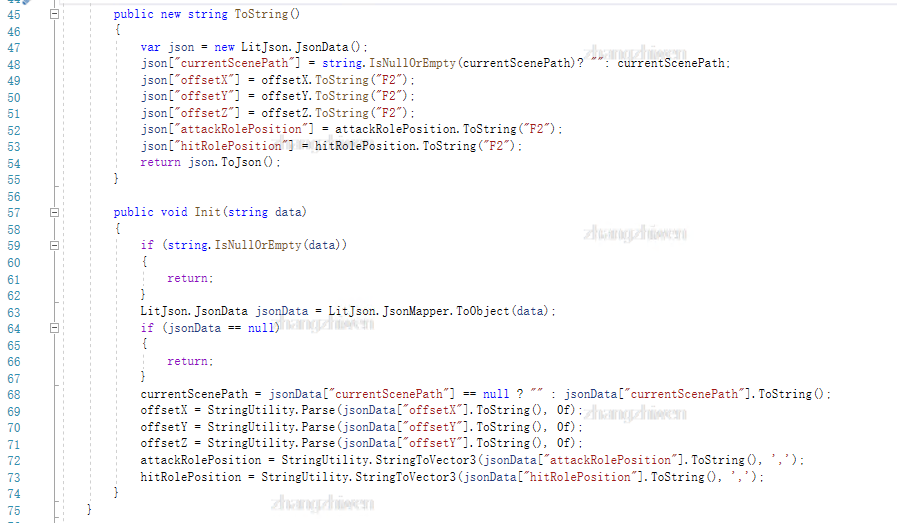 45 public new string ToString()
46 {
47 var json = new LitJson.JsonData();
48 json["currentScenePath"] = string.IsNullOrEmpty(currentScenePath)? "": currentScenePath;
49 json["offsetX"] = offsetX.ToString("F2");
50 json["offsetY"] = offsetY.ToString("F2");
51 json["offsetZ"] = offsetZ.ToString("F2");
52 json["attackRolePosition"] = attackRolePosition.ToString("F2");
53 json["hitRolePosition"] = hitRolePosition.ToString("F2");
54 return json.ToJson();
55 }
56
57 public void Init(string data)
58 {
59 if (string.IsNullOrEmpty(data))
60 {
61 return;
62 }
63 LitJson.JsonData jsonData = LitJson.JsonMapper.ToObject(data);
64 if (jsonData == null)
65 {
66 return;
67 }
68 currentScenePath = jsonData["currentScenePath"] == null ? "" : jsonData["currentScenePath"].ToString();
69 offsetX = StringUtility.Parse(jsonData["offsetX"].ToString(), 0f);
70 offsetY = StringUtility.Parse(jsonData["offsetY"].ToString(), 0f);
71 offsetZ = StringUtility.Parse(jsonData["offsetY"].ToString(), 0f);
72 attackRolePosition = StringUtility.StringToVector3(jsonData["attackRolePosition"].ToString(), ',');
73 hitRolePosition = StringUtility.StringToVector3(jsonData["hitRolePosition"].ToString(), ',');
74 }
75 }